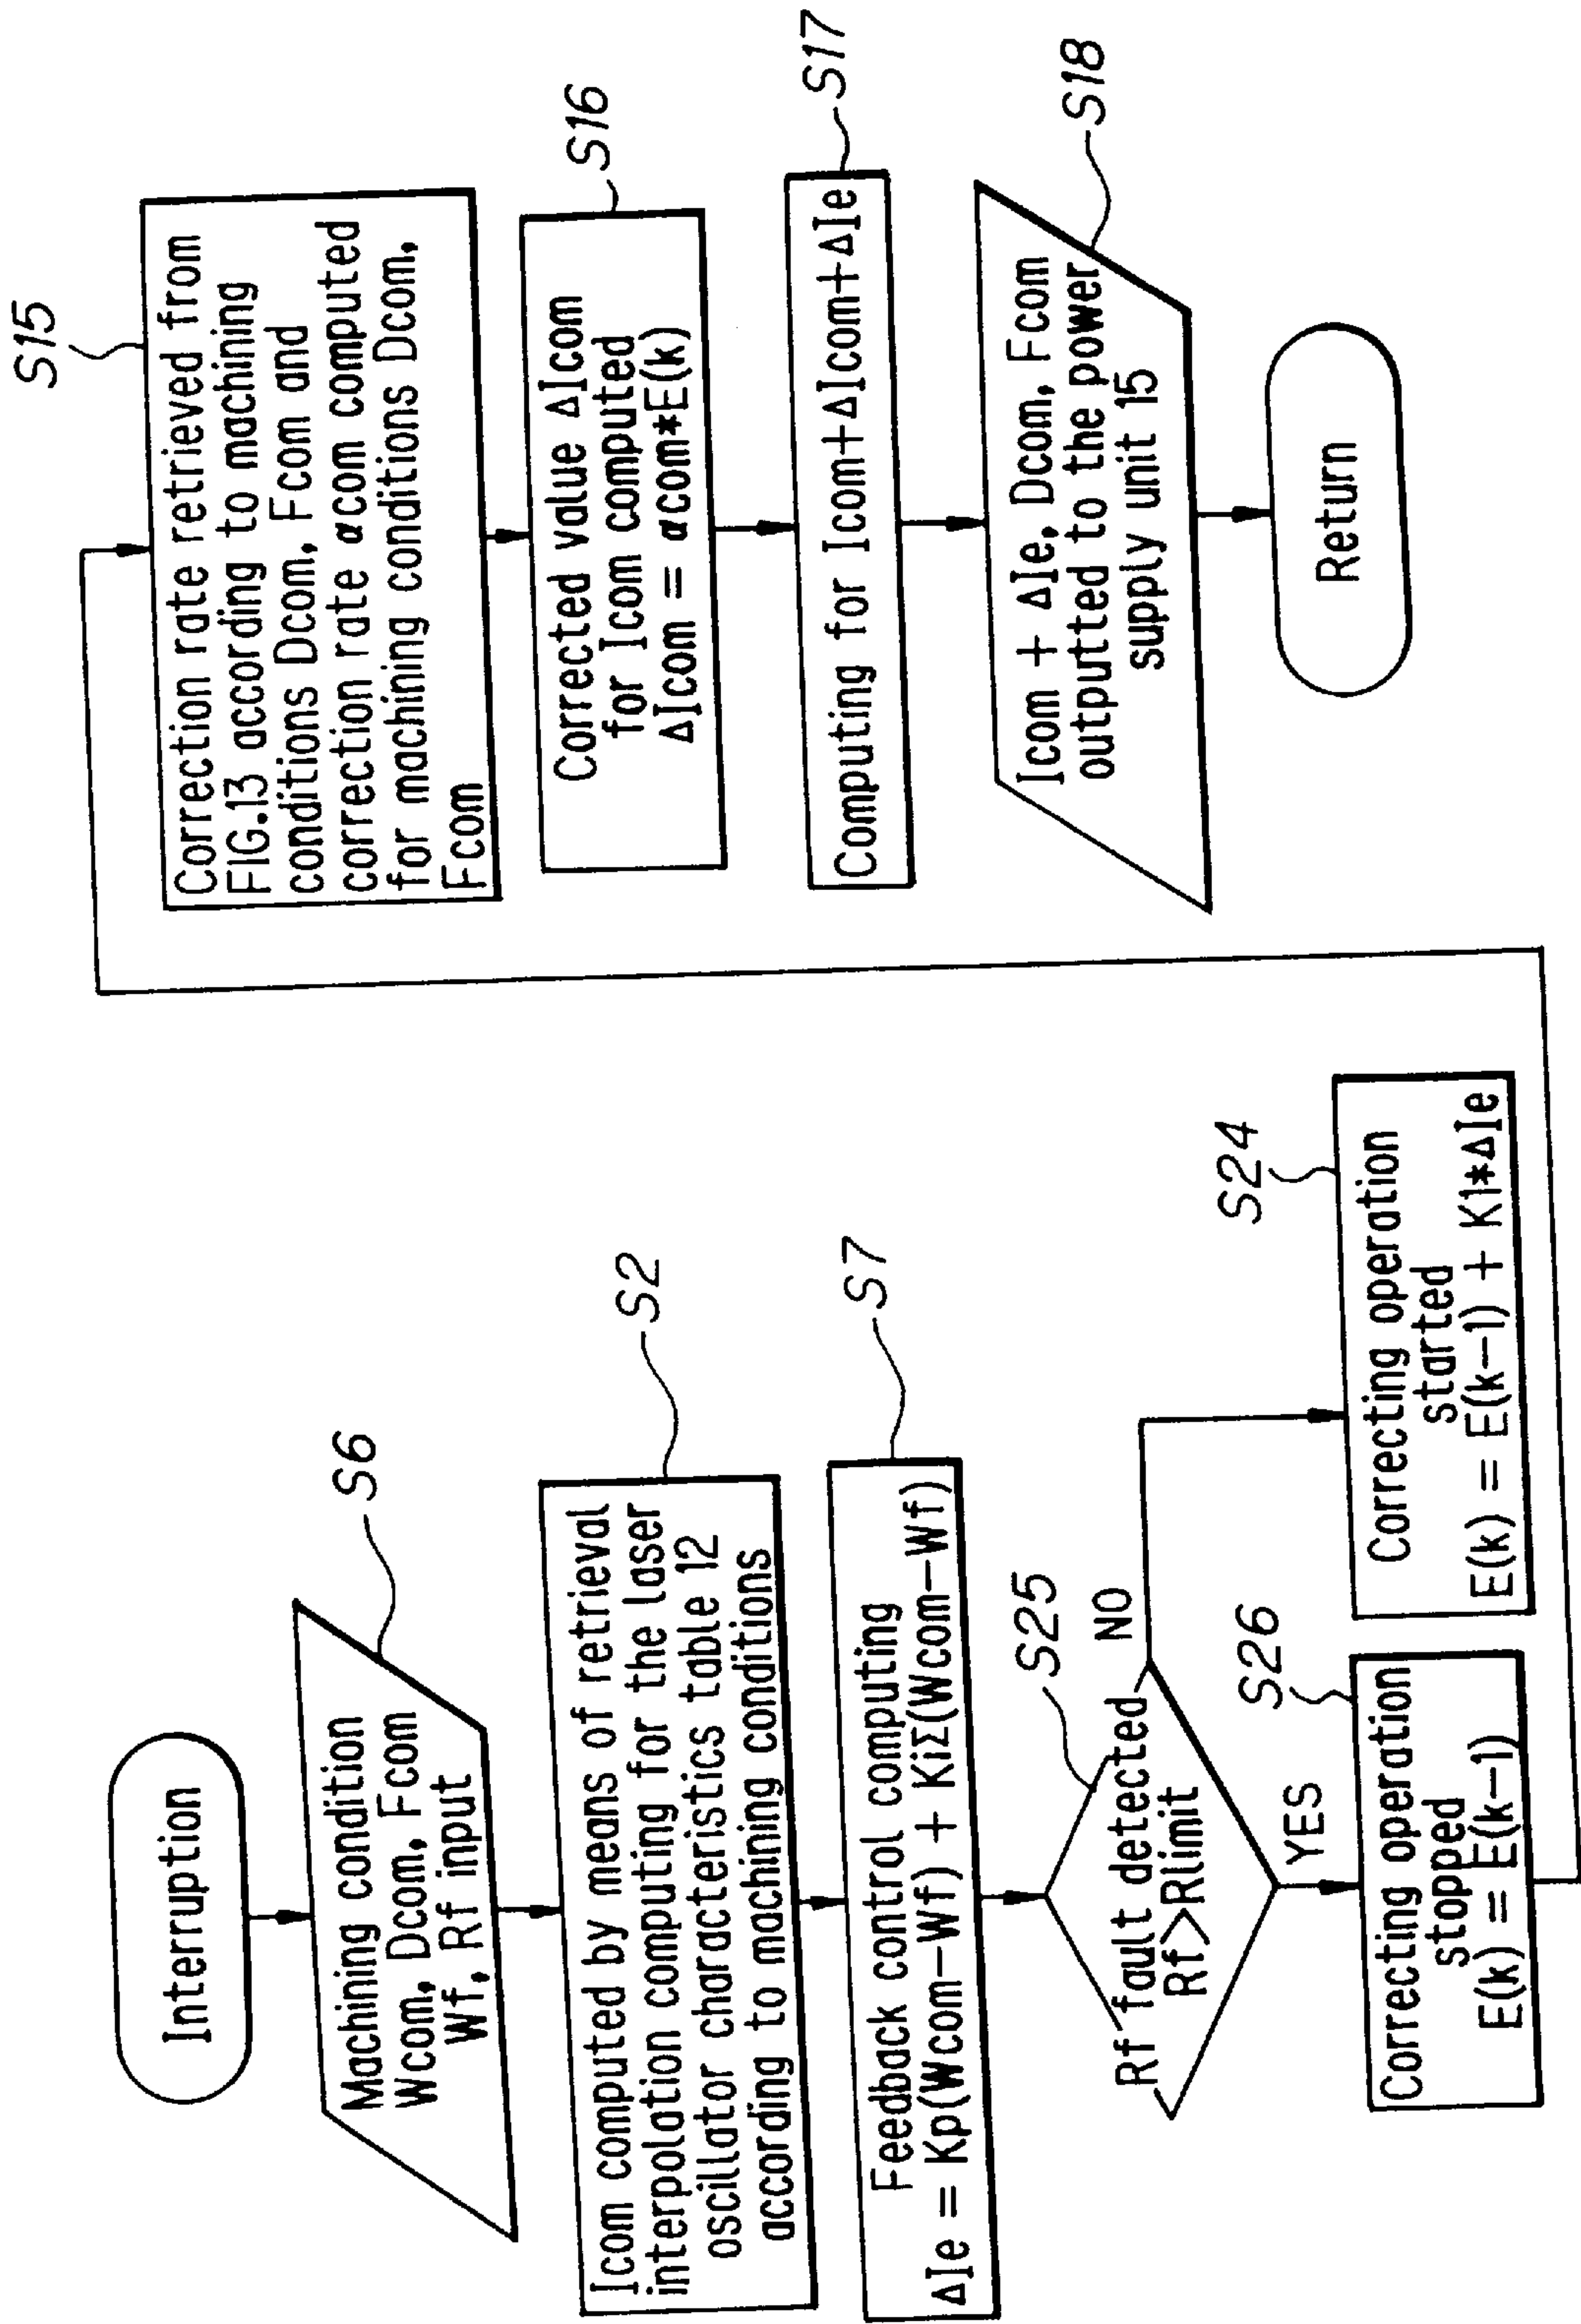 Interruption
Machining condition
Wcom, Dcom, Fcom
Wf, Rf input
S6
Icom computed by means of retrieval
interpolation computing for the laser
oscillator characteristics table 12
according to machining conditions
S2
Feedback control computing
ΔIe = Kp(Wcom-Wf) + KiΣ(Wcom-Wf)
S7
Rf fault detected
Rf>Rlimit
S25
NO
YES
Correcting operation
stopped
E(k) = E(k-1)
S26
Correcting operation
started
E(k) = E(k-1) + K1*ΔIe
S24
Correction rate retrieved from
FIG.13 according to machining
conditions Dcom, Fcom and
correction rate αcom computed
for machining conditions Dcom,
Fcom
S15
Corrected value ΔIcom
for Icom computed
ΔIcom = αcom*E(k)
S16
Computing for Icom+ΔIcom+ΔIe
S17
Icom + ΔIe, Dcom, Fcom
outputted to the power
supply unit 15
S18
Return